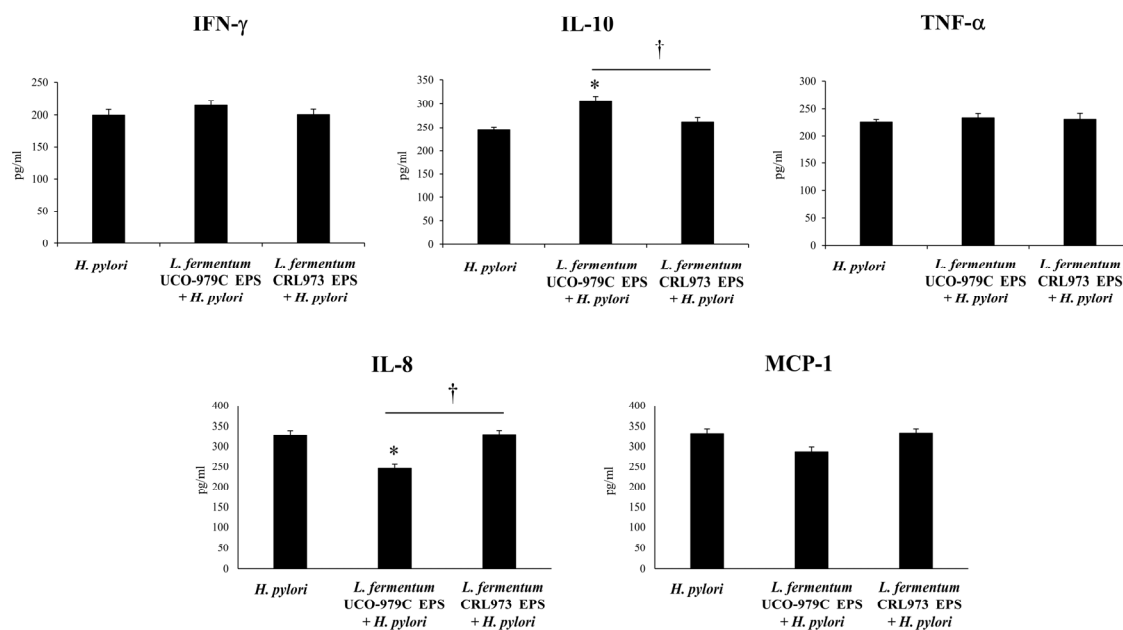 IFN-γ
250
200
150
100
50
0
pg/ml
H. pylori
L. fermentum
UCO-979C EPS
+ H. pylori
L. fermentum
CRL973 EPS
+ H. pylori
IL-10
†
*
350
300
250
200
150
100
50
0
pg/ml
H. pylori
L. fermentum
UCO-979C EPS
+ H. pylori
L. fermentum
CRL973 EPS
+ H. pylori
TNF-α
300
250
200
150
100
50
0
pg/ml
H. pylori
L. fermentum
UCO-979C EPS
+ H. pylori
L. fermentum
CRL973 EPS
+ H. pylori
IL-8
†
*
400
350
300
250
200
150
100
50
0
pg/ml
H. pylori
L. fermentum
UCO-979C EPS
+ H. pylori
L. fermentum
CRL973 EPS
+ H. pylori
MCP-1
400
350
300
250
200
150
100
50
0
pg/ml
H. pylori
L. fermentum
UCO-979C EPS
+ H. pylori
L. fermentum
CRL973 EPS
+ H. pylori